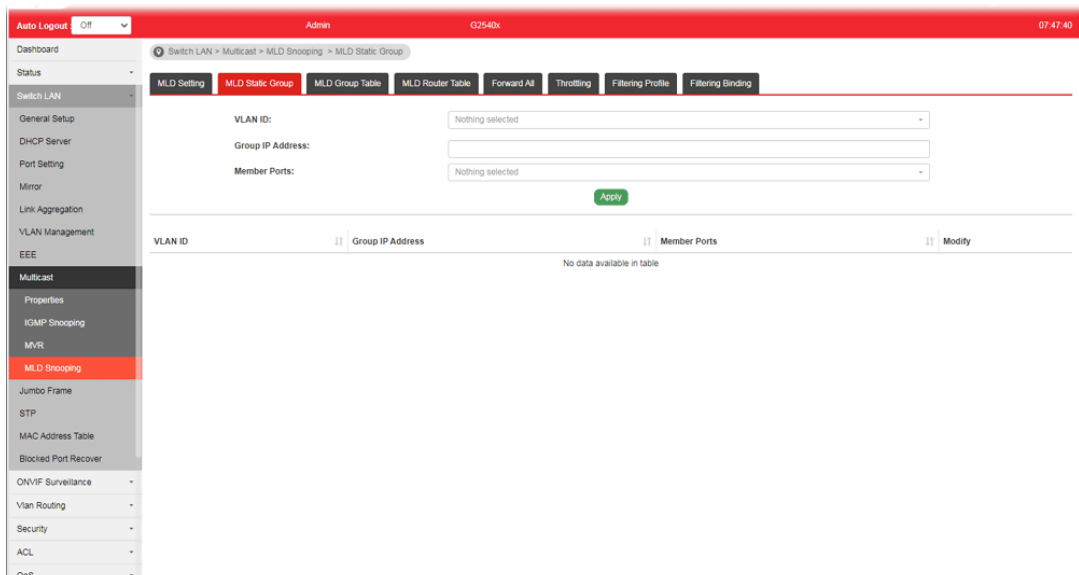 Auto Logout : Off
Admin
G2540x
07:47:40
Dashboard
Status
Switch LAN
General Setup
DHCP Server
Port Setting
Mirror
Link Aggregation
VLAN Management
EEE
Multicast
Properties
IGMP Snooping
MVR
MLD Snooping
Jumbo Frame
STP
MAC Address Table
Blocked Port Recover
ONVIF Surveillance
Vlan Routing
Security
ACL
QoS
Switch LAN > Multicast > MLD Snooping > MLD Static Group
MLD Setting
MLD Static Group
MLD Group Table
MLD Router Table
Forward All
Throttling
Filtering Profile
Filtering Binding
VLAN ID: Nothing selected
Group IP Address:
Member Ports: Nothing selected
Apply
VLAN ID Group IP Address Member Ports Modify
No data available in table